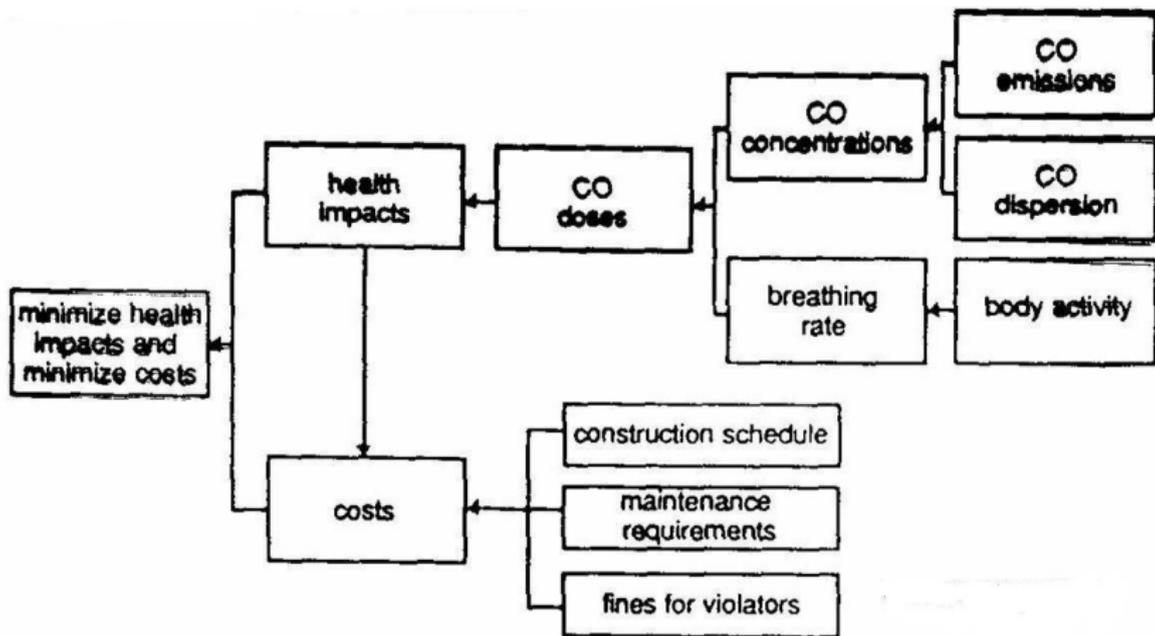 CO
emissions
CO
concentrations
CO
dispersion
health
impacts
CO
doses
breathing
rate
body activity
minimize health
impacts and
minimize costs
construction schedule
costs
maintenance
requirements
fines for violators